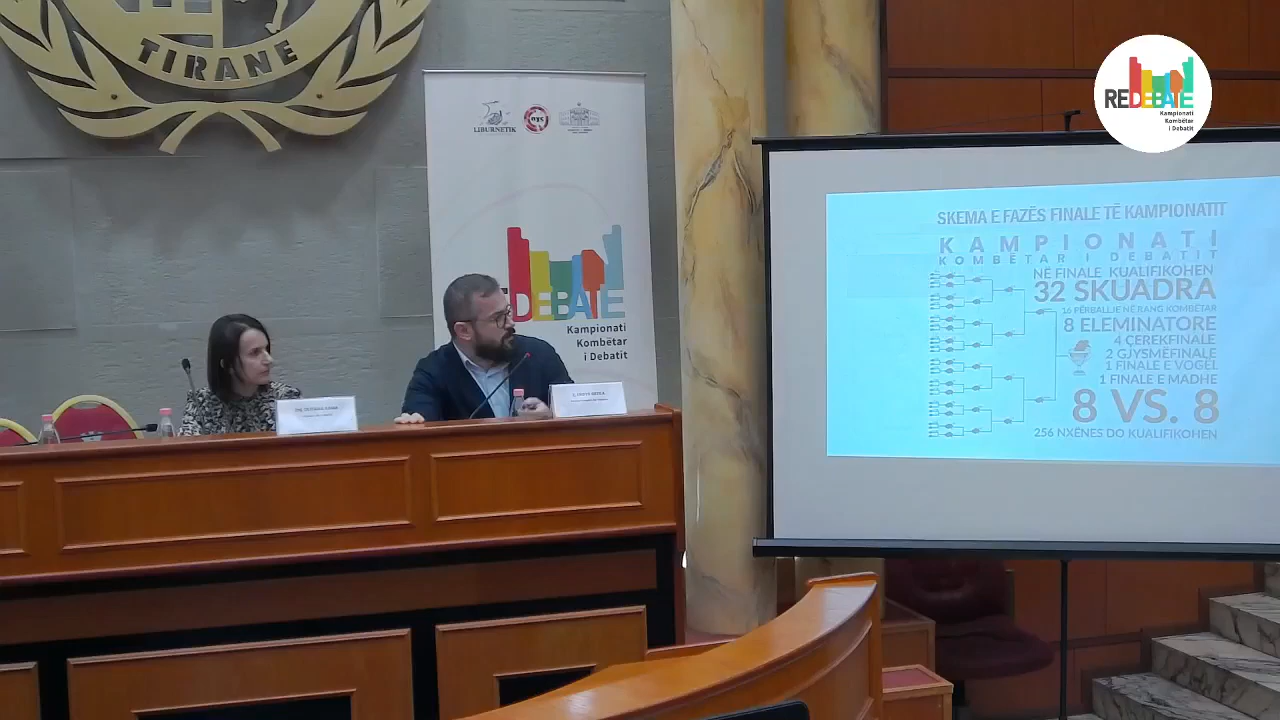 TIRANE
LIBURNETIK
REDEBATE
Kampionati
Kombëtar
i Debatit
DEBATE
Kampionati
Kombëtar
i Debatit
SKEMA E FAZËS FINALE TË KAMPIONATIT
KAMPIONATI
KOMBËTAR I DEBATIT
NË FINALE KUALIFIKOHEN
32 SKUADRA
16 PËRBALLJE NË RANG KOMBËTAR
8 ELEMINATORE
4 ÇEREKFINALE
2 GJYSMËFINALE
1 FINALE E VOGËL
1 FINALE E MADHE
8 VS. 8
256 NXËNËS DO KUALIFIKOHEN